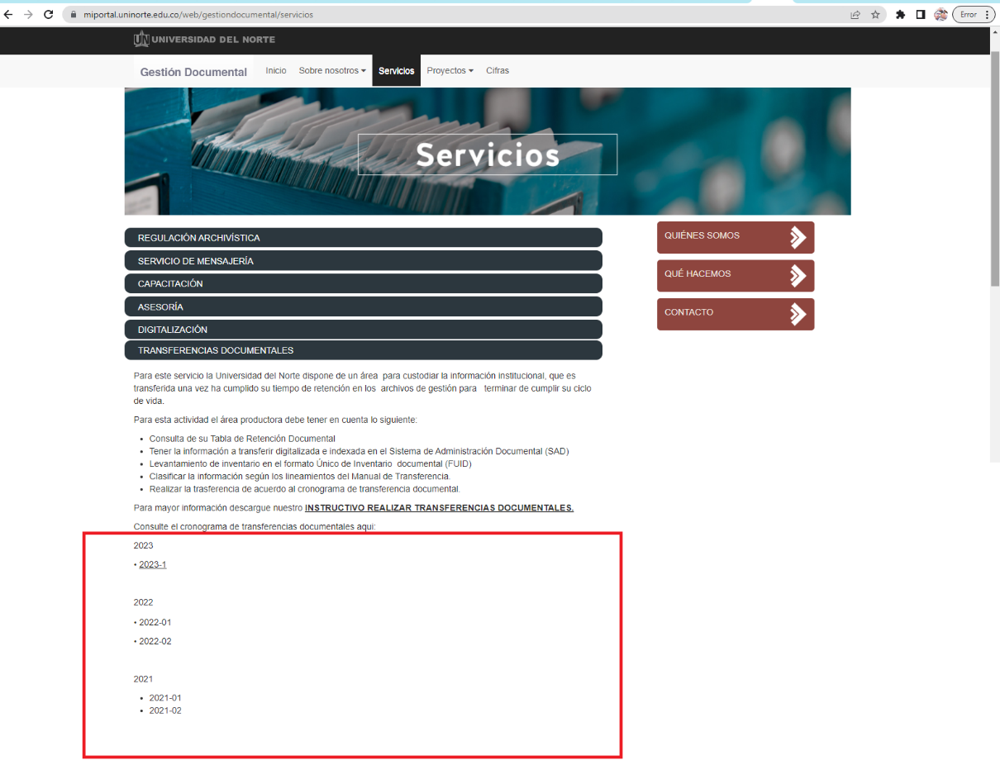 miportal.uninorte.edu.co/web/gestiondocumental/servicios
Error
UN UNIVERSIDAD DEL NORTE
Gestión Documental Inicio Sobre nosotros Servicios Proyectos Cifras
Servicios
REGULACIÓN ARCHIVÍSTICA
SERVICIO DE MENSAJERÍA
CAPACITACIÓN
ASESORÍA
DIGITALIZACIÓN
TRANSFERENCIAS DOCUMENTALES
Para este servicio la Universidad del Norte dispone de un área para custodiar la información institucional, que es
transferida una vez ha cumplido su tiempo de retención en los archivos de gestión para terminar de cumplir su ciclo
de vida.
Para esta actividad el área productora debe tener en cuenta lo siguiente:
• Consulta de su Tabla de Retención Documental
• Tener la información a transferir digitalizada e indexada en el Sistema de Administración Documental (SAD)
• Levantamiento de inventario en el formato Único de Inventario documental (FUID)
• Clasificar la información según los lineamientos del Manual de Transferencia.
• Realizar la trasferencia de acuerdo al cronograma de transferencia documental.
Para mayor información descargue nuestro INSTRUCTIVO REALIZAR TRANSFERENCIAS DOCUMENTALES.
Consulte el cronograma de transferencias documentales aqui:
2023
• 2023-1
2022
• 2022-01
• 2022-02
2021
• 2021-01
• 2021-02
QUIÉNES SOMOS
QUÉ HACEMOS
CONTACTO